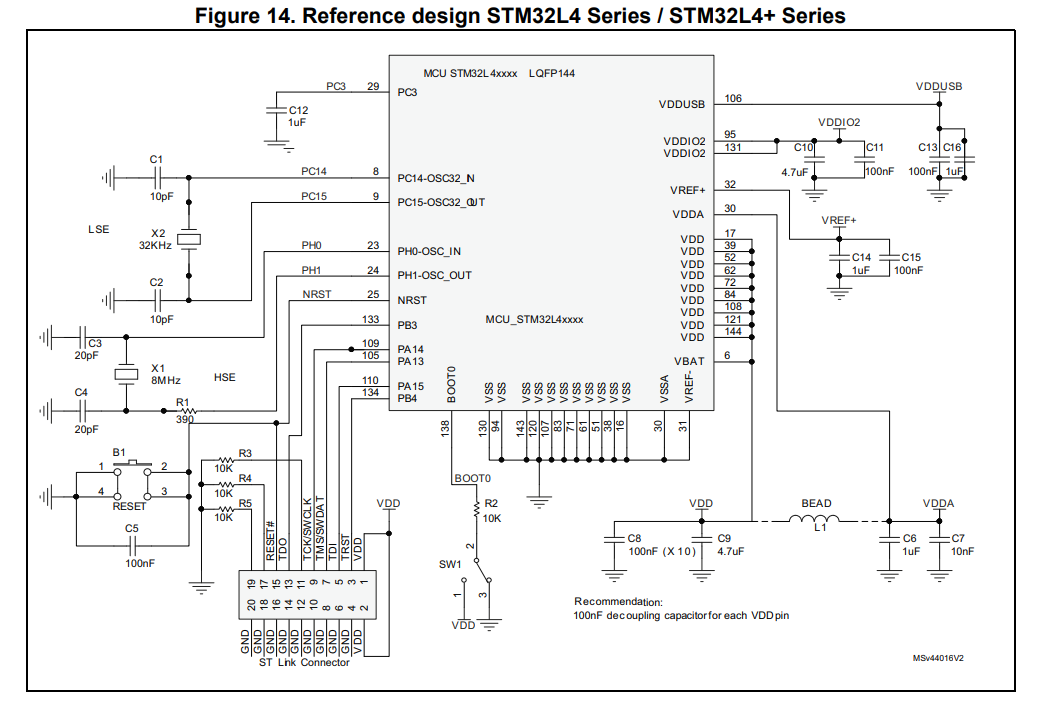 Figure 14. Reference design STM32L4 Series / STM32L4+ Series
MCU STM32L4xxxx LQFP144
PC3 29 PC3
C12
1uF
VDDUSB 106
VDDUSB
VDDIO2 95
VDDIO2 131
VDDIO2
C10
4.7uF
C11
100nF
C13
100nF
C16
1uF
C1
10pF
PC14 8 PC14-OSC32_IN
PC15 9 PC15-OSC32_OUT
LSE
X2
32KHz
C2
10pF
VREF+ 32
VDDA 30
VREF+
C14
1uF
C15
100nF
VDD 17
VDD 39
VDD 52
VDD 62
VDD 72
VDD 84
VDD 108
VDD 121
VDD 144
VBAT 6
PH0 23 PH0-OSC_IN
PH1 24 PH1-OSC_OUT
NRST 25 NRST
133 PB3
109 PA14
105 PA13
110 PA15
134 PB4
MCU_STM32L4xxxx
C3
20pF
X1
8MHz
HSE
C4
20pF
R1
390
BOOT0
VSS
VSS
VSS
VSS
VSS
VSS
VSS
VSS
VSS
VSS
VSS
VSSA
VREF-
138
130
94
143
120
107
83
71
61
51
38
16
30
31
B1
1 2
4 3
RESET
C5
100nF
R3
10K
R4
10K
R5
10K
RESET#
TDO
TCK/SWCLK
TMS/SWDAT
TDI
TRST
VDD
VDD
19 17 15 13 11 9 7 5 3 1
20 18 16 14 12 10 8 6 4 2
GND
GND
GND
GND
GND
GND
GND
GND
GND
VDD
ST Link Connector
BOOT0
R2
10K
2
SW1
1
3
VDD
VDD
BEAD
L1
VDDA
C8
100nF (X 10)
C9
4.7uF
C6
1uF
C7
10nF
Recommendation:
100nF decoupling capacitor for each VDD pin
MSv44016V2